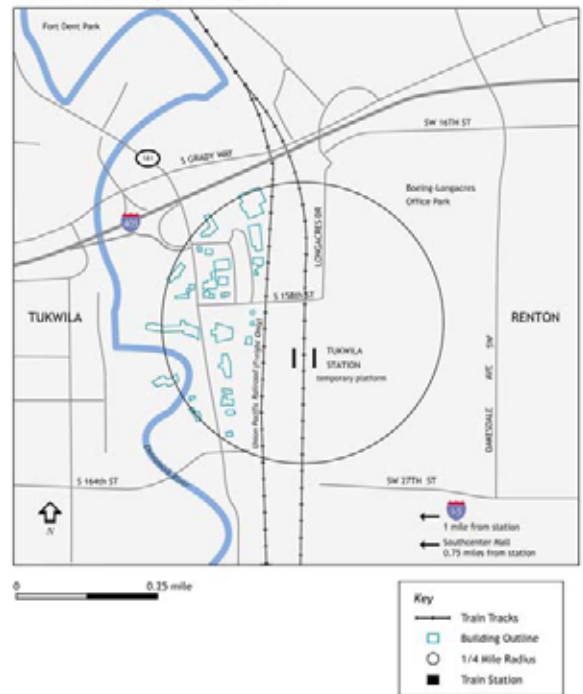 Fort Dent Park
181
S GRADY WAY
SW 16TH ST
405
Boeing-Longacres
Office Park
LONGACRES DR
S 158th ST
TUKWILA
RENTON
TUKWILA
STATION
temporary platform
Union Pacific Railroad (Freight Only)
OAKESDALE AVE SW
S 164th ST
SW 27TH ST
N
I-5
1 mile from station
Southcenter Mall
0.75 miles from station
0 0.25 mile
Key
Train Tracks
Building Outline
1/4 Mile Radius
Train Station